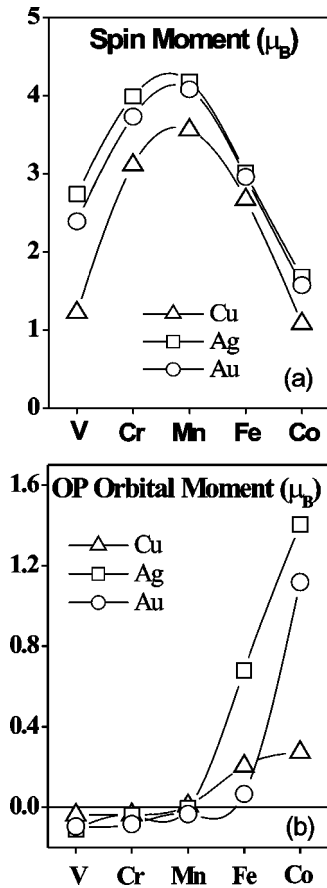 Spin Moment (μB)
5
4
3
2
1
0
Cu
Ag
Au
(a)
V Cr Mn Fe Co
OP Orbital Moment (μB)
1.6
1.2
0.8
0.4
0.0
Cu
Ag
Au
(b)
V Cr Mn Fe Co